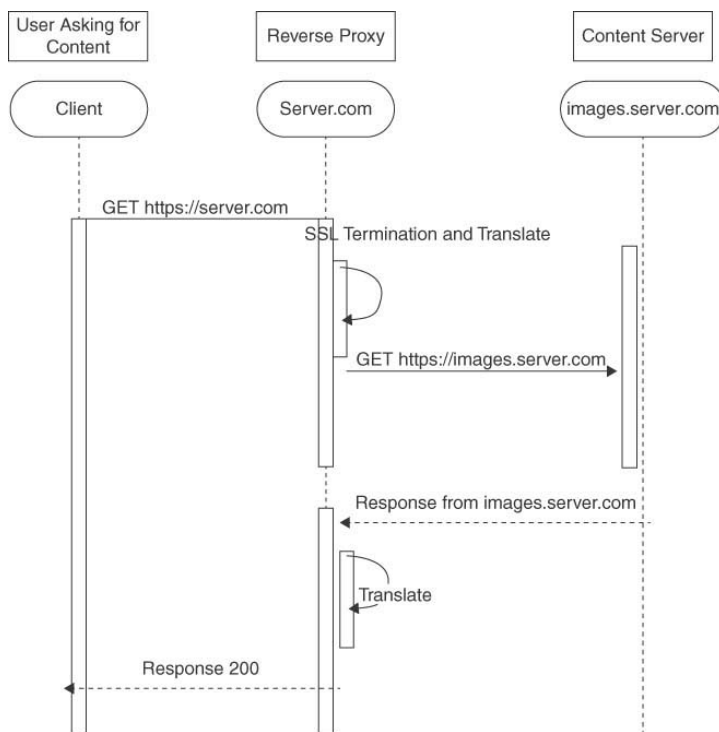 User Asking for
Content
Reverse Proxy
Content Server
Client
Server.com
images.server.com
GET https://server.com
SSL Termination and Translate
GET https://images.server.com
Response from images.server.com
Translate
Response 200